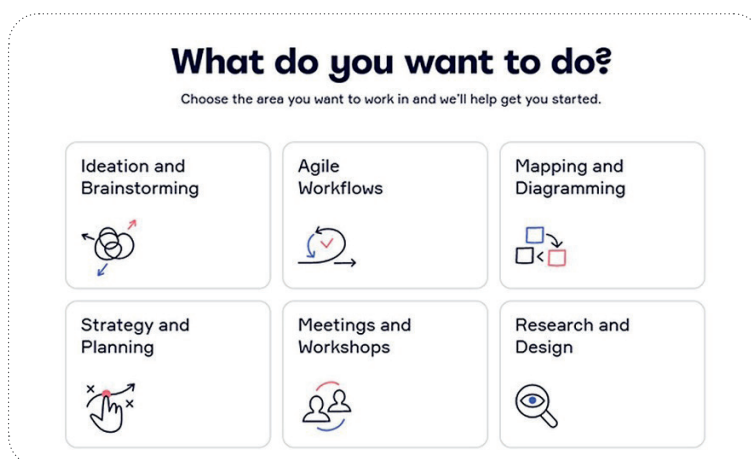 What do you want to do?
Choose the area you want to work in and we'll help get you started.
Ideation and
Brainstorming
Agile
Workflows
Mapping and
Diagramming
Strategy and
Planning
Meetings and
Workshops
Research and
Design